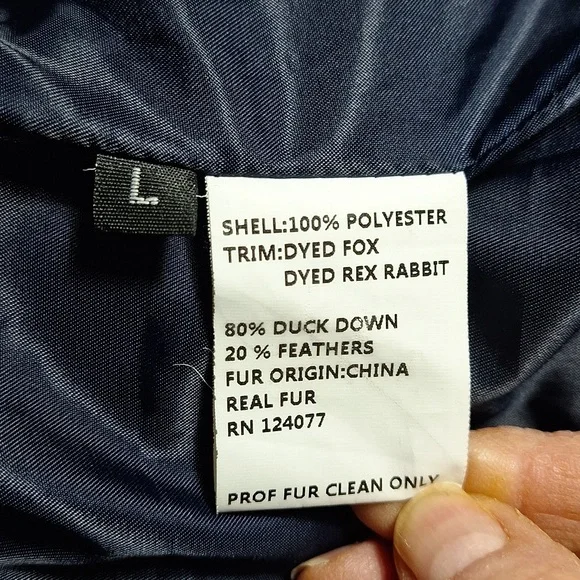 L
SHELL:100% POLYESTER
TRIM:DYED FOX
DYED REX RABBIT
80% DUCK DOWN
20 % FEATHERS
FUR ORIGIN:CHINA
REAL FUR
RN 124077
PROF FUR CLEAN ONLY